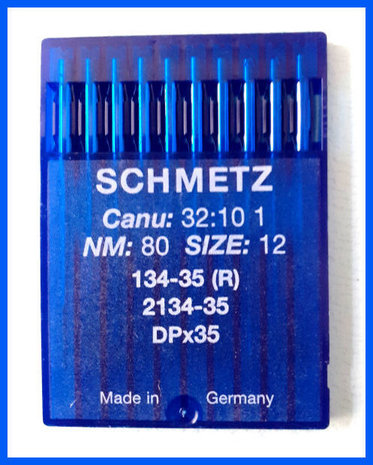 SCHMETZ
Canu: 32:10 1
NM: 80 SIZE: 12
134-35 (R)
2134-35
DPx35
Made in Germany